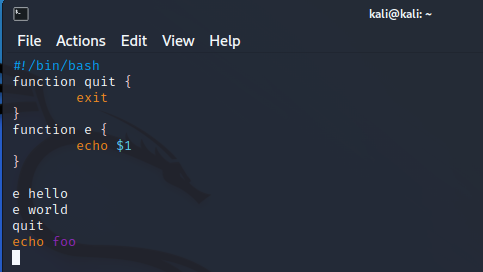 kali@kali: ~
File Actions Edit View Help
#!/bin/bash
function quit {
        exit
}
function e {
        echo $1
}

e hello
e world
quit
echo foo